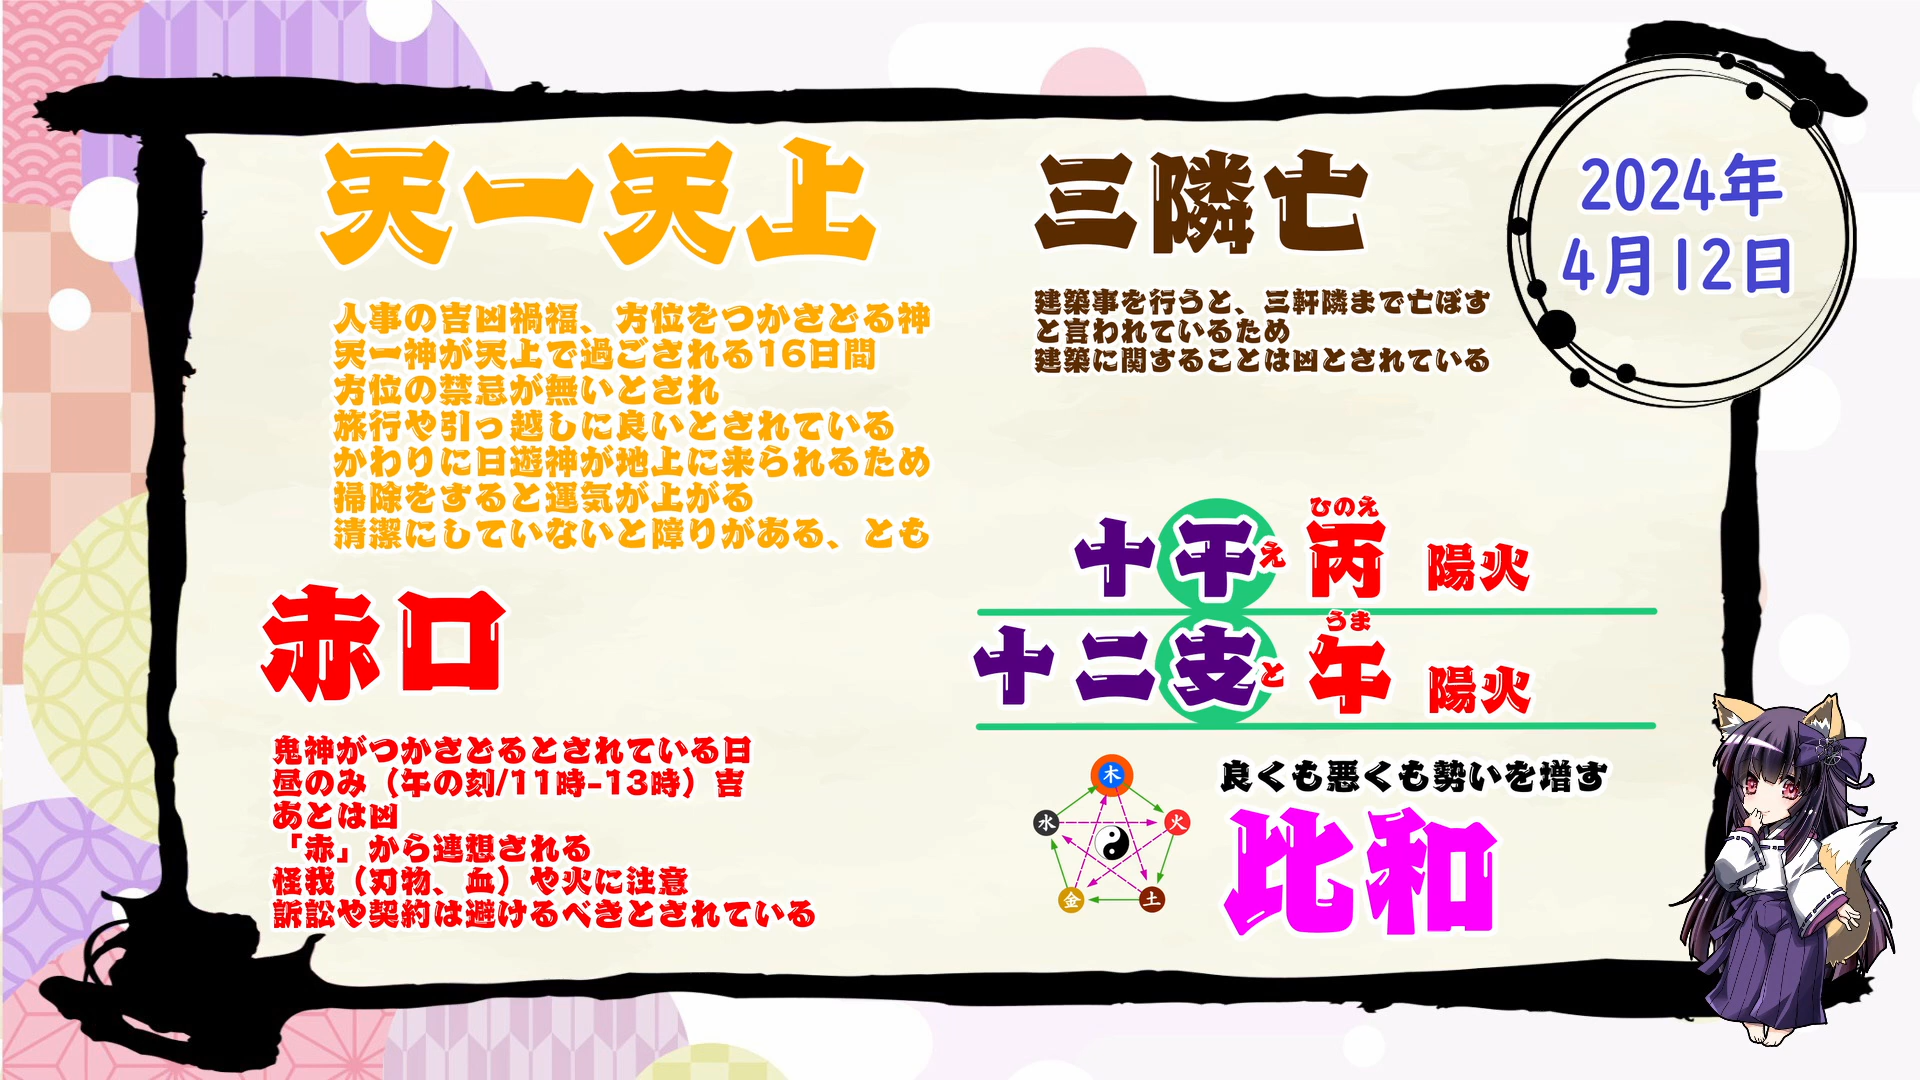 天一天上
人事の吉凶禍福、方位をつかさどる神
天一神が天上で過ごされる16日間
方位の禁忌が無いとされ
旅行や引っ越しに良いとされている
かわりに日遊神が地上に来られるため
掃除をすると運気が上がる
清潔にしていないと障りがある、とも
三隣亡
建築事を行うと、三軒隣まで亡ぼす
と言われているため
建築に関することは凶とされている
2024年
4月12日
赤口
鬼神がつかさどるとされている日
昼のみ（午の刻/11時-13時）吉
あとは凶
「赤」から連想される
怪我（刃物、血）や火に注意
訴訟や契約は避けるべきとされている
ひのえ
十干え 丙 陽火
うま
十二支と 午 陽火
木
火
土
金
水
良くも悪くも勢いを増す
比和